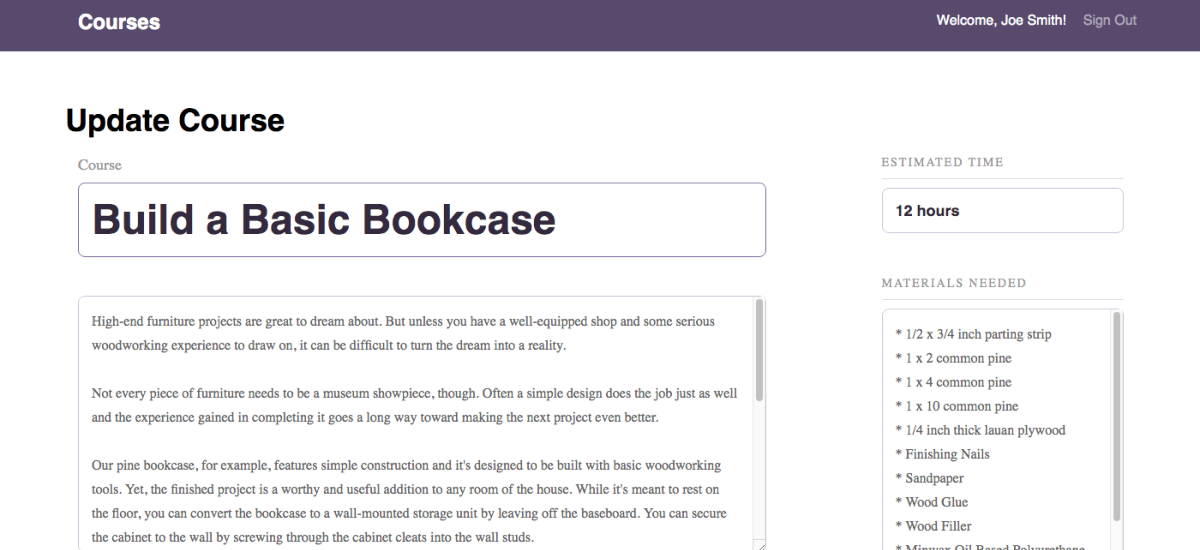 Courses
Welcome, Joe Smith! Sign Out
Update Course
Course
Build a Basic Bookcase
High-end furniture projects are great to dream about. But unless you have a well-equipped shop and some serious
woodworking experience to draw on, it can be difficult to turn the dream into a reality.
Not every piece of furniture needs to be a museum showpiece, though. Often a simple design does the job just as well
and the experience gained in completing it goes a long way toward making the next project even better.
Our pine bookcase, for example, features simple construction and it's designed to be built with basic woodworking
tools. Yet, the finished project is a worthy and useful addition to any room of the house. While it's meant to rest on
the floor, you can convert the bookcase to a wall-mounted storage unit by leaving off the baseboard. You can secure
the cabinet to the wall by screwing through the cabinet cleats into the wall studs.
ESTIMATED TIME
12 hours
MATERIALS NEEDED
* 1/2 x 3/4 inch parting strip
* 1 x 2 common pine
* 1 x 4 common pine
* 1 x 10 common pine
* 1/4 inch thick lauan plywood
* Finishing Nails
* Sandpaper
* Wood Glue
* Wood Filler
* Minwax Oil Based Polyurethane